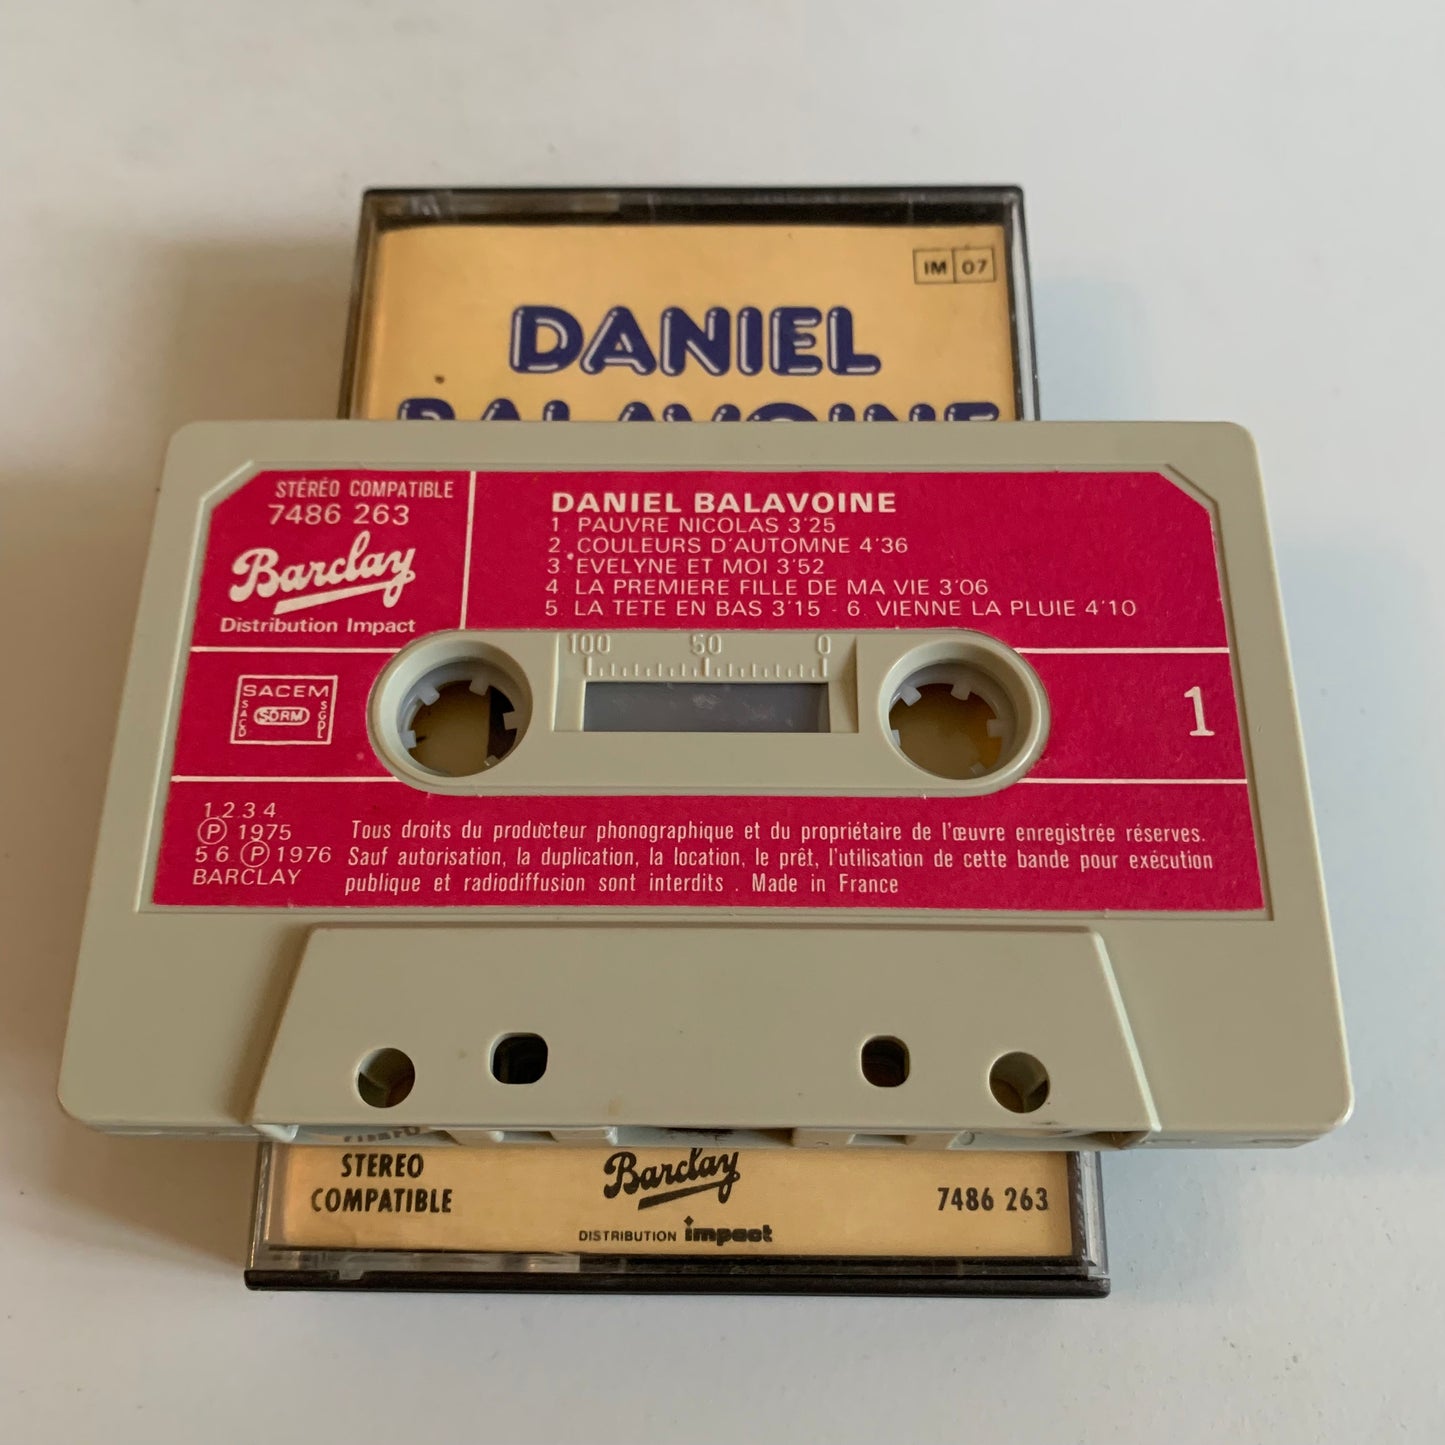 IM 07
DANIEL
BALAVOINE
STÉRÉO COMPATIBLE
7486 263
Barclay
Distribution Impact
DANIEL BALAVOINE
1. PAUVRE NICOLAS 3'25
2. COULEURS D'AUTOMNE 4'36
3. EVELYNE ET MOI 3'52
4. LA PREMIERE FILLE DE MA VIE 3'06
5. LA TETE EN BAS 3'15 - 6. VIENNE LA PLUIE 4'10
100 50 0
SACEM
SACD SDRM SGDL
1
1.2.3.4.
Ⓟ 1975
5.6. Ⓟ 1976
BARCLAY
Tous droits du producteur phonographique et du propriétaire de l'œuvre enregistrée réserves.
Sauf autorisation, la duplication, la location, le prêt, l'utilisation de cette bande pour exécution
publique et radiodiffusion sont interdits . Made in France
STEREO
COMPATIBLE
Barclay
DISTRIBUTION impact
7486 263